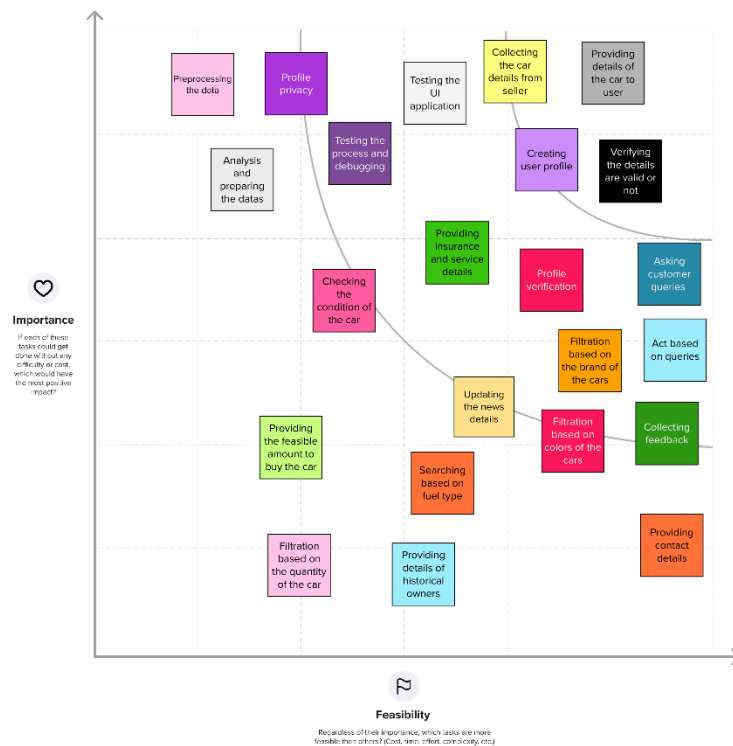 Preprocessing
the data
Profile
privacy
Testing the
UI
application
Collecting
the car
details from
seller
Providing
details of
the car to
user
Analysis
and
preparing
the datas
Testing the
process and
debugging
Creating
user profile
Verifying
the details
are valid or
not
Providing
insurance
and service
details
Checking
the
condition of
the car
Profile
verification
Asking
customer
queries
Importance
If each of these
tasks could get
done without any
difficulty or cost,
which would have
the most positive
impact?
Filtration
based on
the brand of
the cars
Act based
on queries
Updating
the news
details
Providing
the feasible
amount to
buy the car
Filtration
based on
colors of the
cars
Collecting
feedback
Searching
based on
fuel type
Filtration
based on
the quantity
of the car
Providing
details of
historical
owners
Providing
contact
details
Feasibility
Regardless of their importance, which tasks are more
feasible than others? (Cost, time, effort, complexity, etc.)